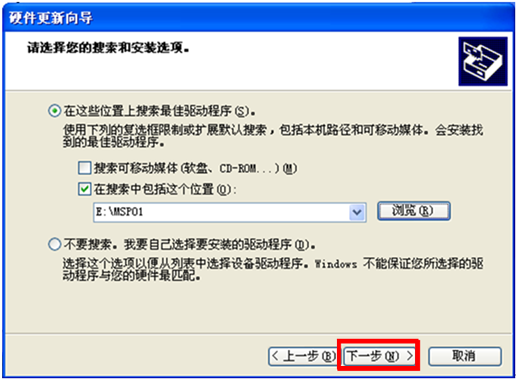 硬件更新向导
请选择您的搜索和安装选项。
在这些位置上搜索最佳驱动程序(S)。
使用下列的复选框限制或扩展默认搜索，包括本机路径和可移动媒体。会安装找
到的最佳驱动程序。
搜索可移动媒体(软盘、CD-ROM...)(M)
在搜索中包括这个位置(O):
E:\MSP01
浏览(R)
不要搜索。我要自己选择要安装的驱动程序(D)。
选择这个选项以便从列表中选择设备驱动程序。Windows 不能保证您所选择的驱
动程序与您的硬件最匹配。
< 上一步(B) 下一步(N) > 取消